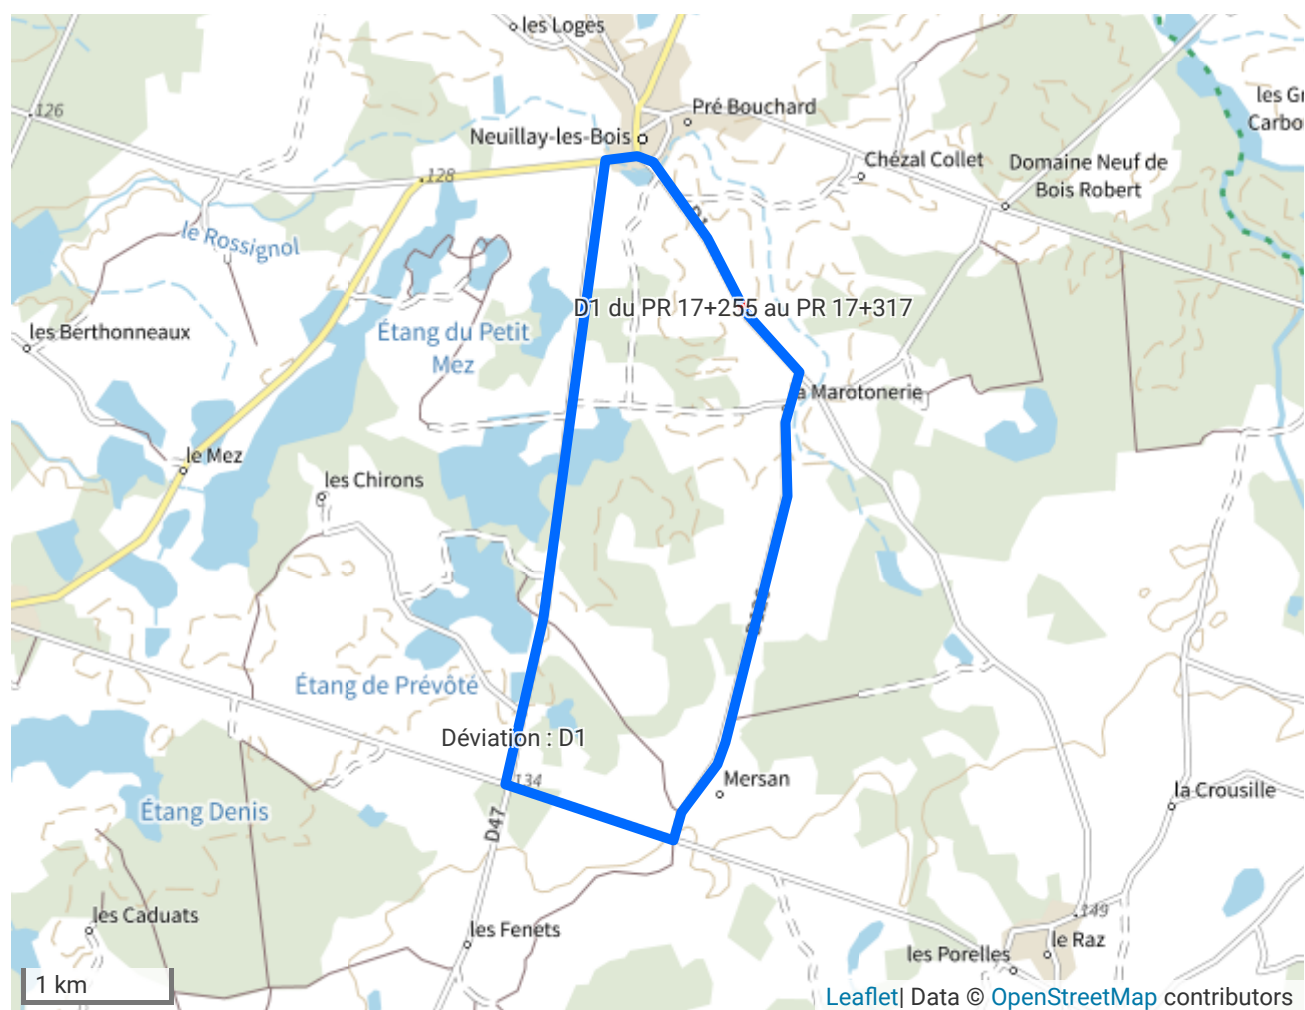 les Loges
126
Pré Bouchard
les Gr
Carbo
Neuillay-les-Bois
Chézal Collet
Domaine Neuf de
Bois Robert
128
le Rossignol
D1 du PR 17+255 au PR 17+317
les Berthonneaux
Étang du Petit
Mez
a Marotonerie
le Mez
les Chirons
Étang de Prévôté
Déviation : D1
134
Mersan
la Crousille
Étang Denis
D47
les Caduats
149
les Fenets
le Raz
les Porelles
1 km
Leaflet| Data © OpenStreetMap contributors